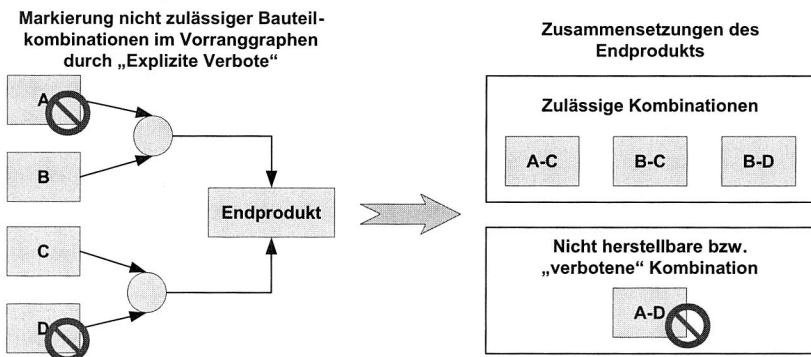 Markierung nicht zulässiger Bauteil-
kombinationen im Vorranggraphen
durch „Explizite Verbote“
A
B
C
D
Endprodukt
Zusammensetzungen des
Endprodukts
Zulässige Kombinationen
A-C
B-C
B-D
Nicht herstellbare bzw.
„verbotene“ Kombination
A-D